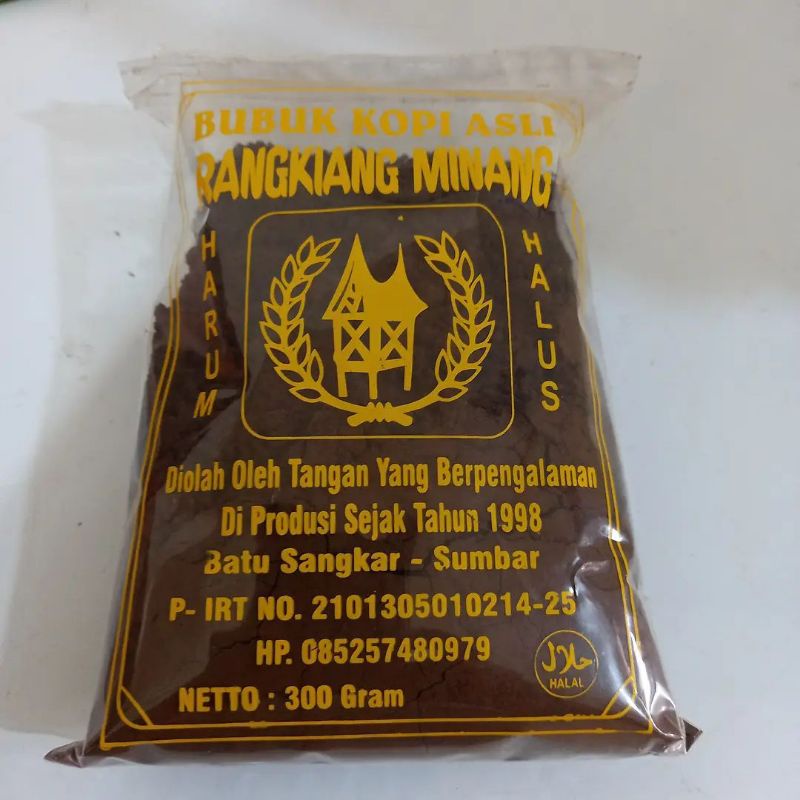 BUBUK KOPI ASLI
RANGKIANG MINANG
HARUM
HALUS
Diolah Oleh Tangan Yang Berpengalaman
Di Produsi Sejak Tahun 1998
Batu Sangkar - Sumbar
P- IRT NO. 2101305010214-25
HP. 085257480979
حلال
HALAL
NETTO : 300 Gram